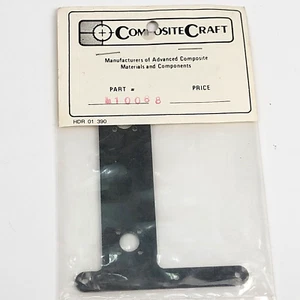 COMPOSITECRAFT
Manufacturers of Advanced Composite
Materials and Components
PART # PRICE
#10098
HDR 01 390